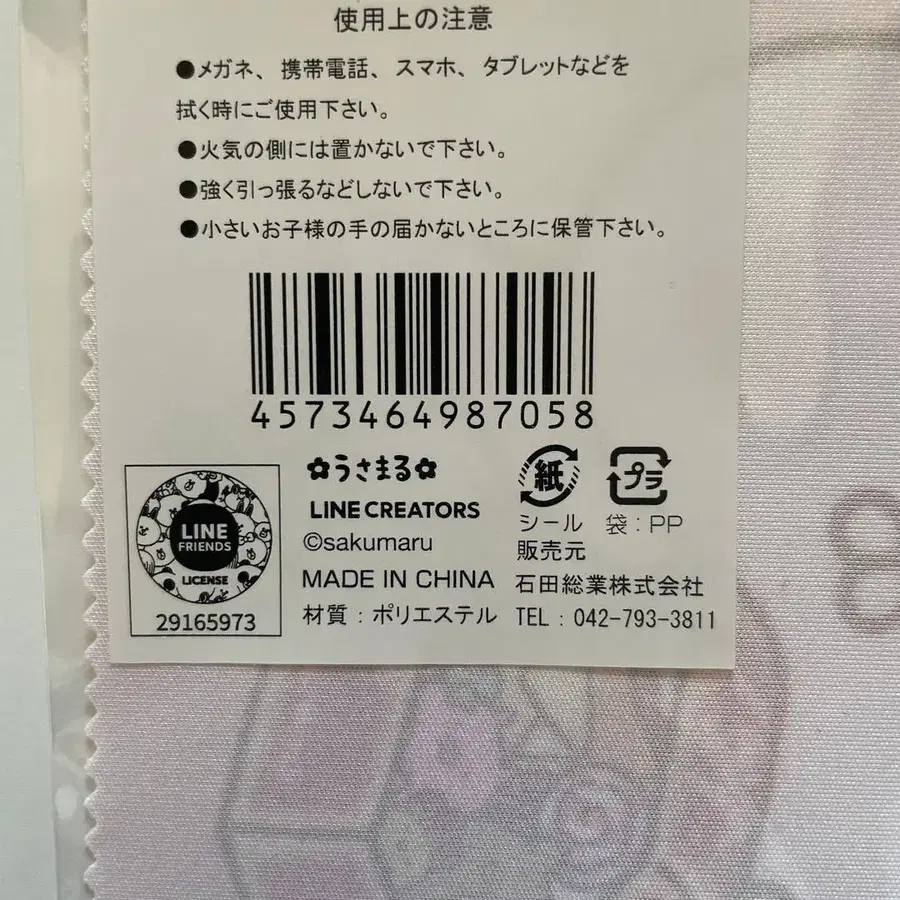 使用上の注意
●メガネ、携帯電話、スマホ、タブレットなどを
拭く時にご使用下さい。
●火気の側には置かないで下さい。
●強く引っ張るなどしないで下さい。
●小さいお子様の手の届かないところに保管下さい。
4573464987058
LINE
FRIENDS
LICENSE
29165973
✿うさまる✿
LINE CREATORS
©sakumaru
MADE IN CHINA
材質：ポリエステル
紙
シール
プラ
袋：PP
販売元
石田総業株式会社
TEL：042-793-3811